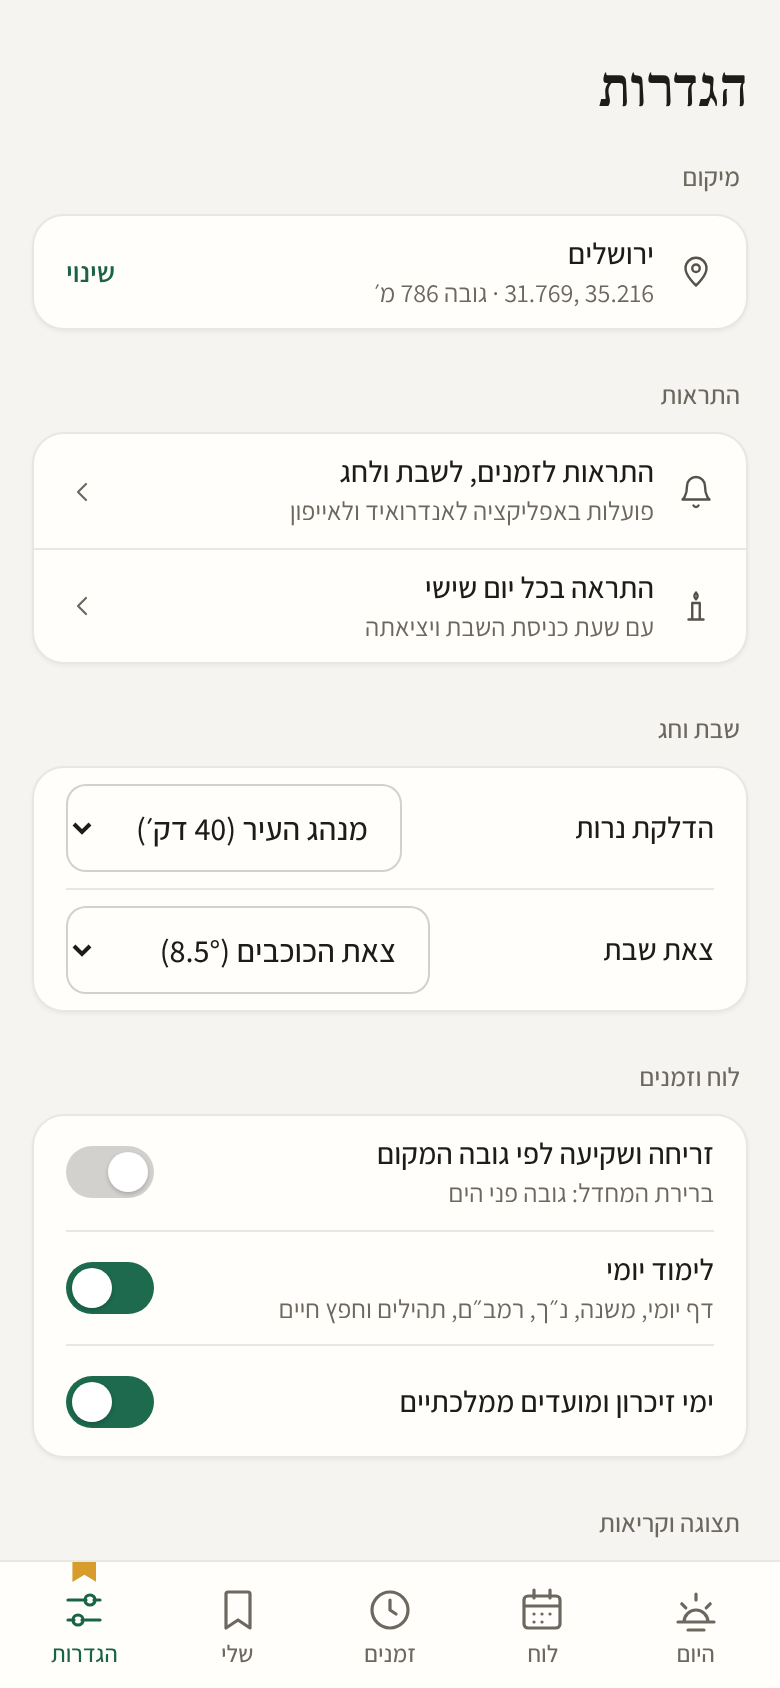 הגדרות
מיקום
ירושלים
31.769, 35.216 · גובה 786 מ׳
שינוי
התראות
התראות לזמנים, לשבת ולחג
פועלות באפליקציה לאנדרואיד ולאייפון
התראה בכל יום שישי
עם שעת כניסת השבת ויציאתה
שבת וחג
הדלקת נרות
מנהג העיר (40 דק׳)
צאת שבת
צאת הכוכבים (8.5°)
לוח וזמנים
זריחה ושקיעה לפי גובה המקום
ברירת המחדל: גובה פני הים
לימוד יומי
דף יומי, משנה, נ״ך, רמב״ם, תהילים וחפץ חיים
ימי זיכרון ומועדים ממלכתיים
תצוגה וקריאות
היום
לוח
זמנים
שלי
הגדרות